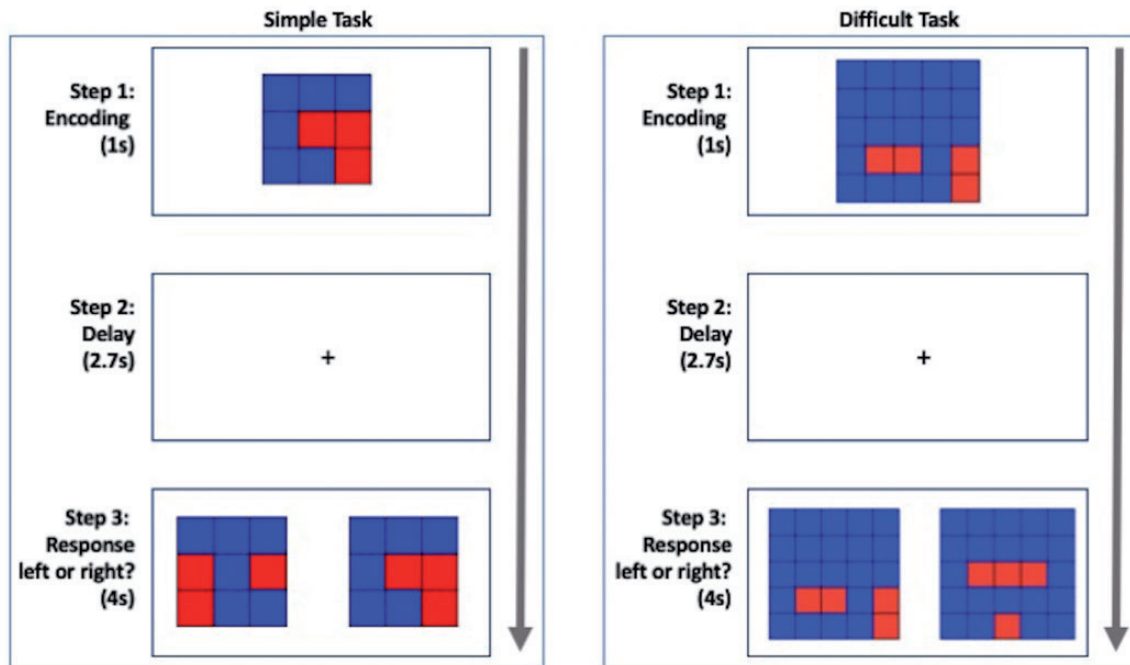 Simple Task
Step 1:
Encoding
(1s)
Step 2:
Delay
(2.7s)
+
Step 3:
Response
left or right?
(4s)
Difficult Task
Step 1:
Encoding
(1s)
Step 2:
Delay
(2.7s)
+
Step 3:
Response
left or right?
(4s)